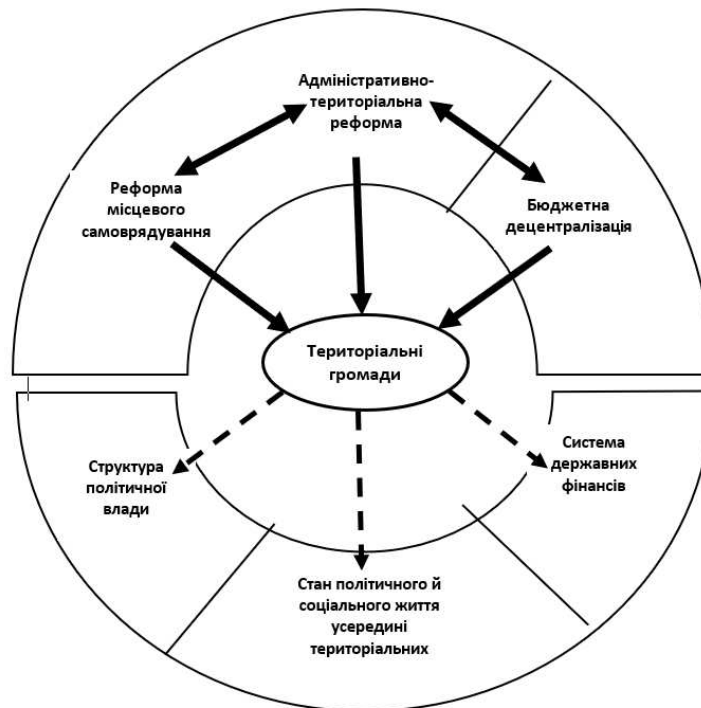 Адміністративно-
територіальна
реформа
Реформа
місцевого
самоврядування
Бюджетна
децентралізація
Територіальні
громади
Структура
політичної
влади
Система
державних
фінансів
Стан політичного й
соціального життя
усередині
територіальних